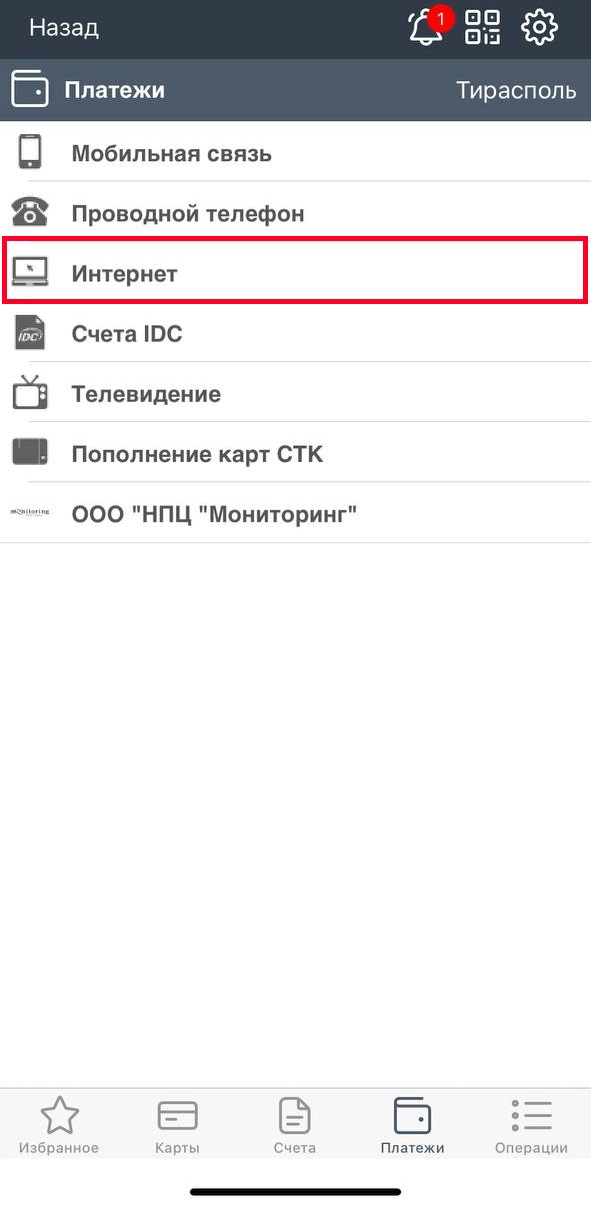 Назад
1
Платежи
Тирасполь
Мобильная связь
Проводной телефон
Интернет
IDC
Счета IDC
Телевидение
Пополнение карт СТК
ООО "НПЦ "Мониторинг"
Избранное
Карты
Счета
Платежи
Операции